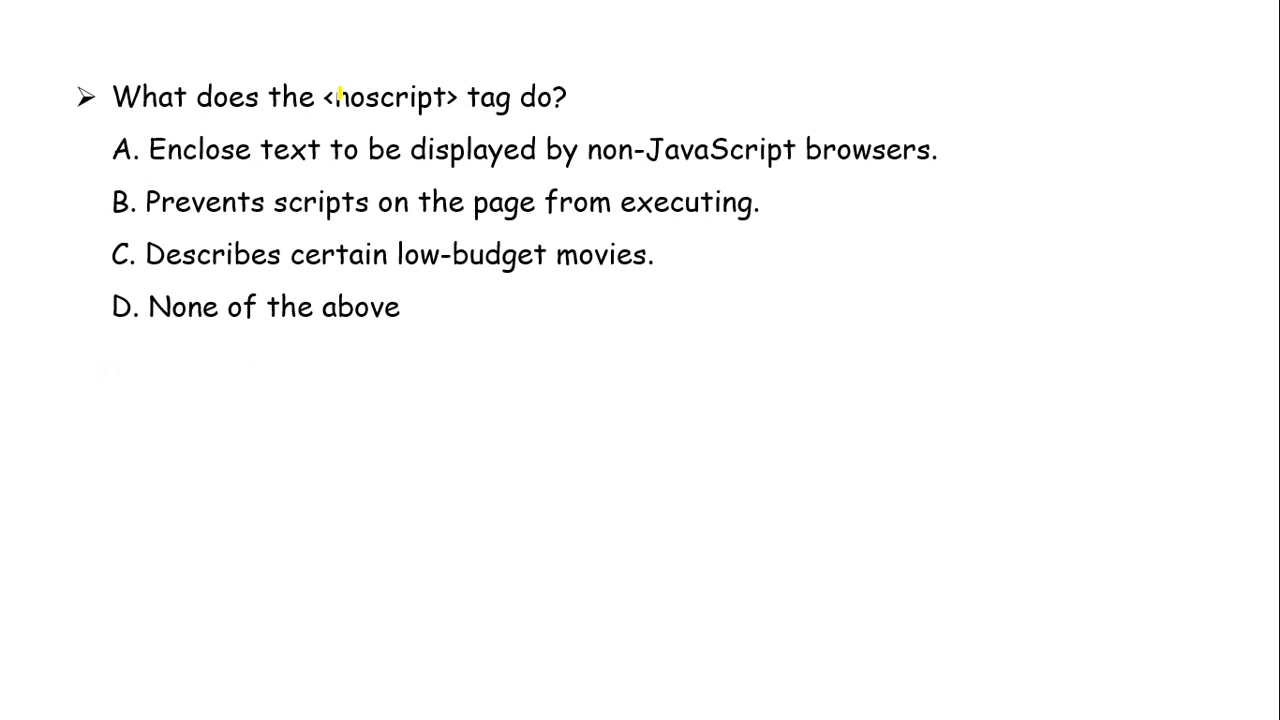 ➢ What does the <noscript> tag do?
A. Enclose text to be displayed by non-JavaScript browsers.
B. Prevents scripts on the page from executing.
C. Describes certain low-budget movies.
D. None of the above